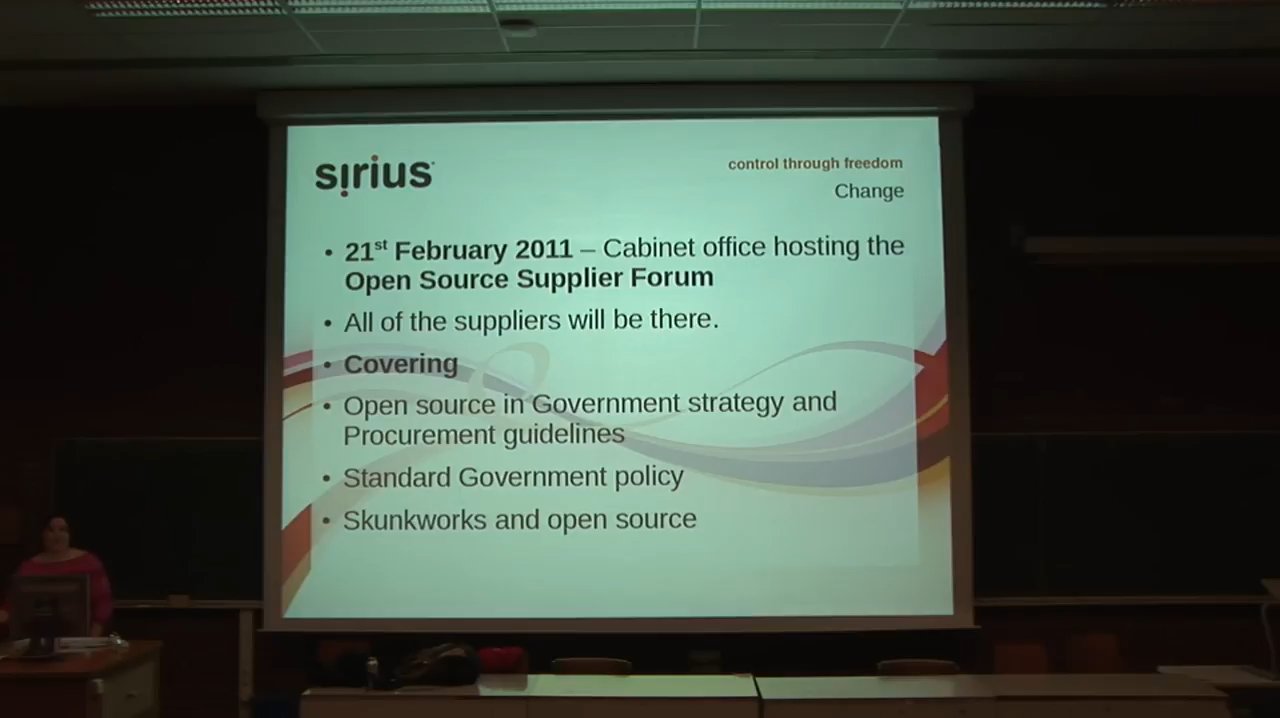 sirius
control through freedom
Change
• 21st February 2011 – Cabinet office hosting the
Open Source Supplier Forum
• All of the suppliers will be there.
• Covering
• Open source in Government strategy and
Procurement guidelines
• Standard Government policy
• Skunkworks and open source